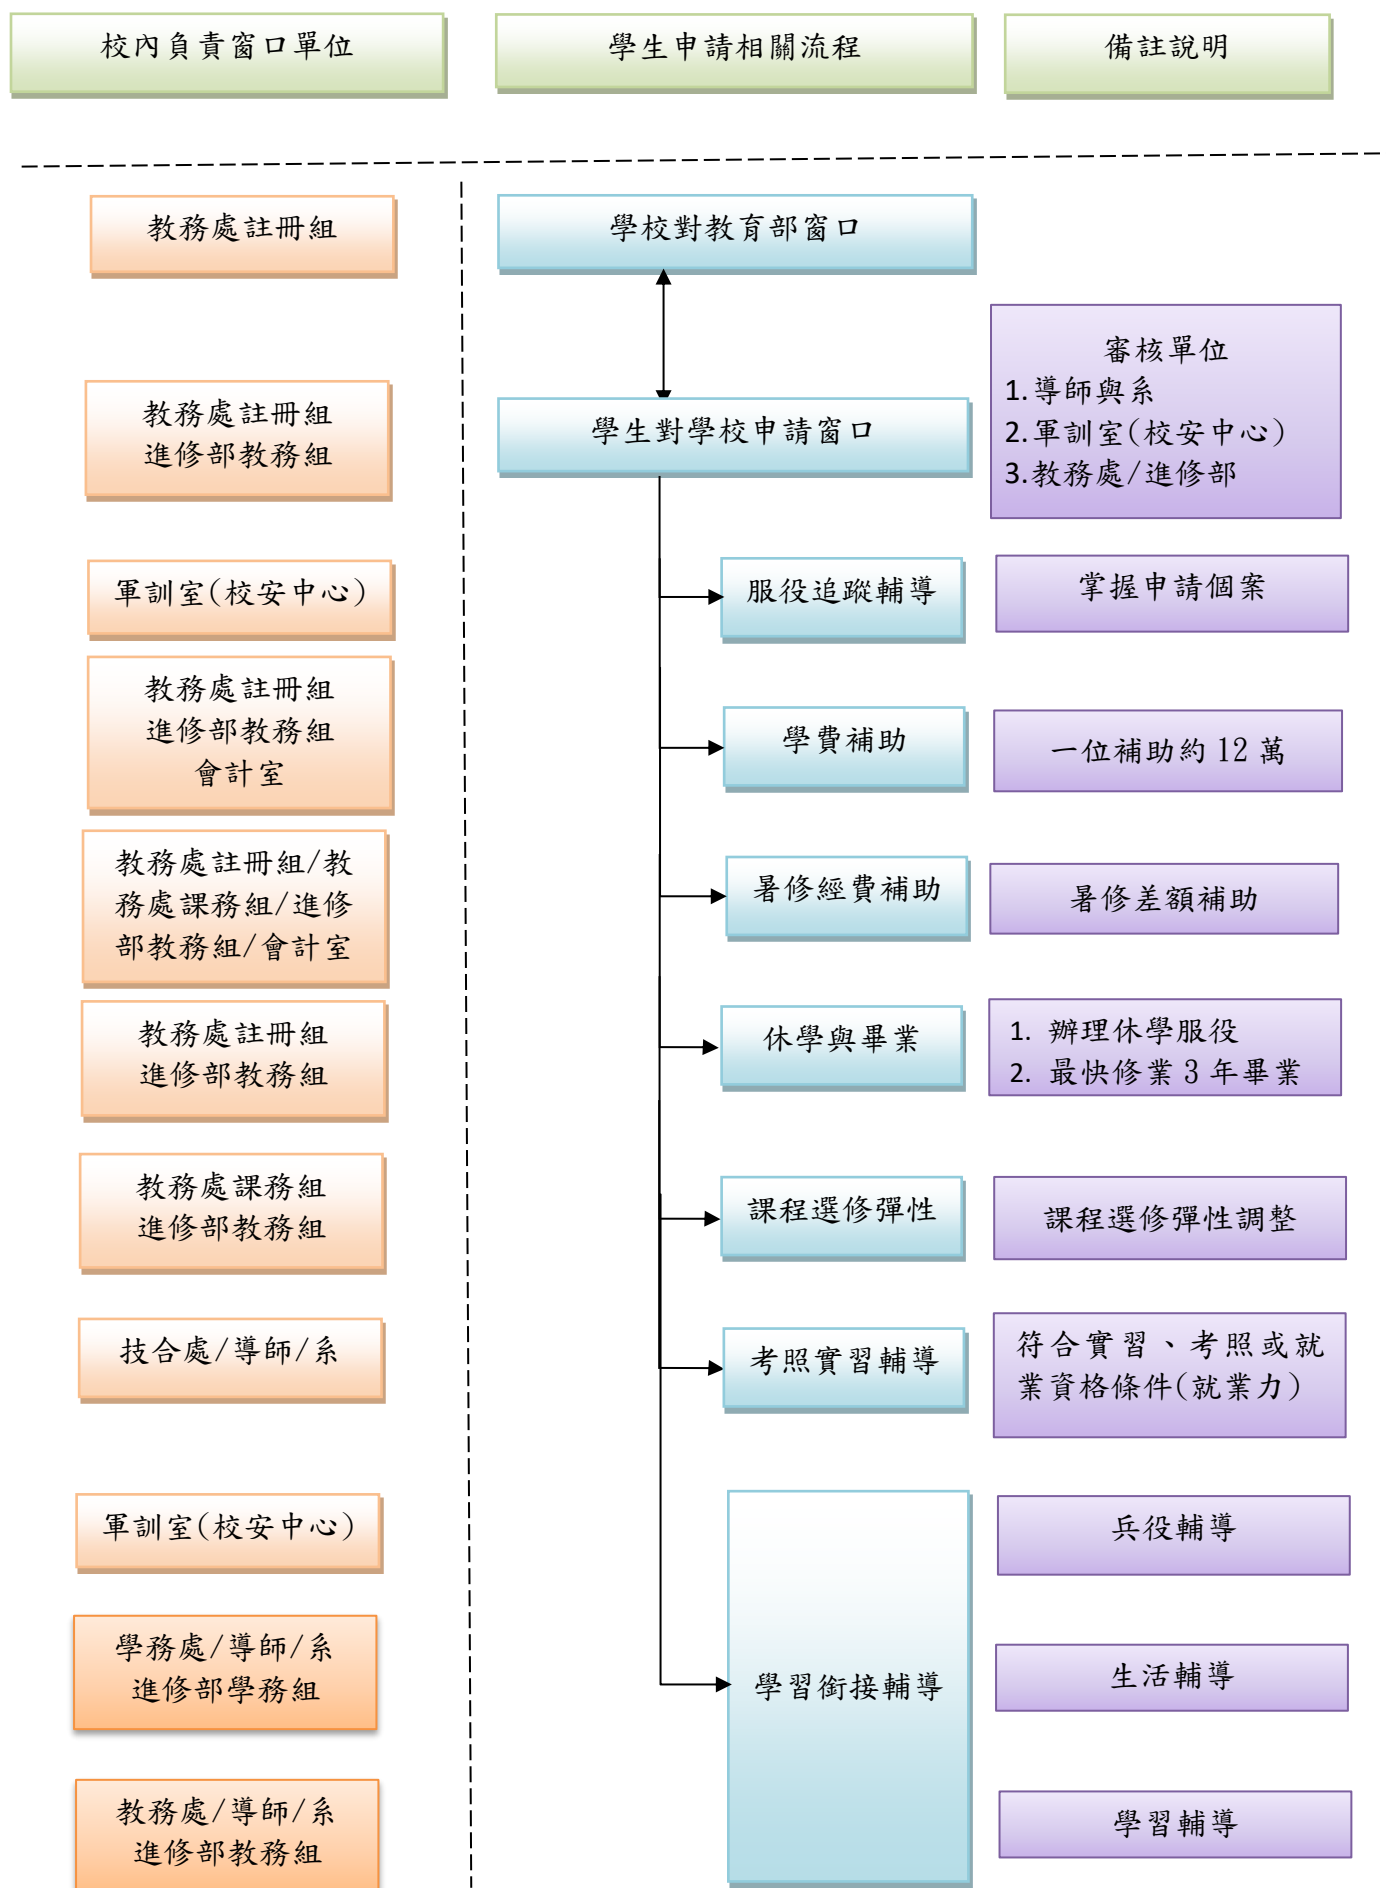 校內負責窗口單位
學生申請相關流程
備註說明
教務處註冊組
學校對教育部窗口
教務處註冊組
進修部教務組
學生對學校申請窗口
審核單位
1.導師與系
2.軍訓室(校安中心)
3.教務處/進修部
軍訓室(校安中心)
服役追蹤輔導
掌握申請個案
教務處註冊組
進修部教務組
會計室
學費補助
一位補助約 12 萬
教務處註冊組/教
務處課務組/進修
部教務組/會計室
暑修經費補助
暑修差額補助
教務處註冊組
進修部教務組
休學與畢業
1. 辦理休學服役
2. 最快修業 3 年畢業
教務處課務組
進修部教務組
課程選修彈性
課程選修彈性調整
技合處/導師/系
考照實習輔導
符合實習、考照或就
業資格條件(就業力)
軍訓室(校安中心)
兵役輔導
學務處/導師/系
進修部學務組
學習銜接輔導
生活輔導
教務處/導師/系
進修部教務組
學習輔導